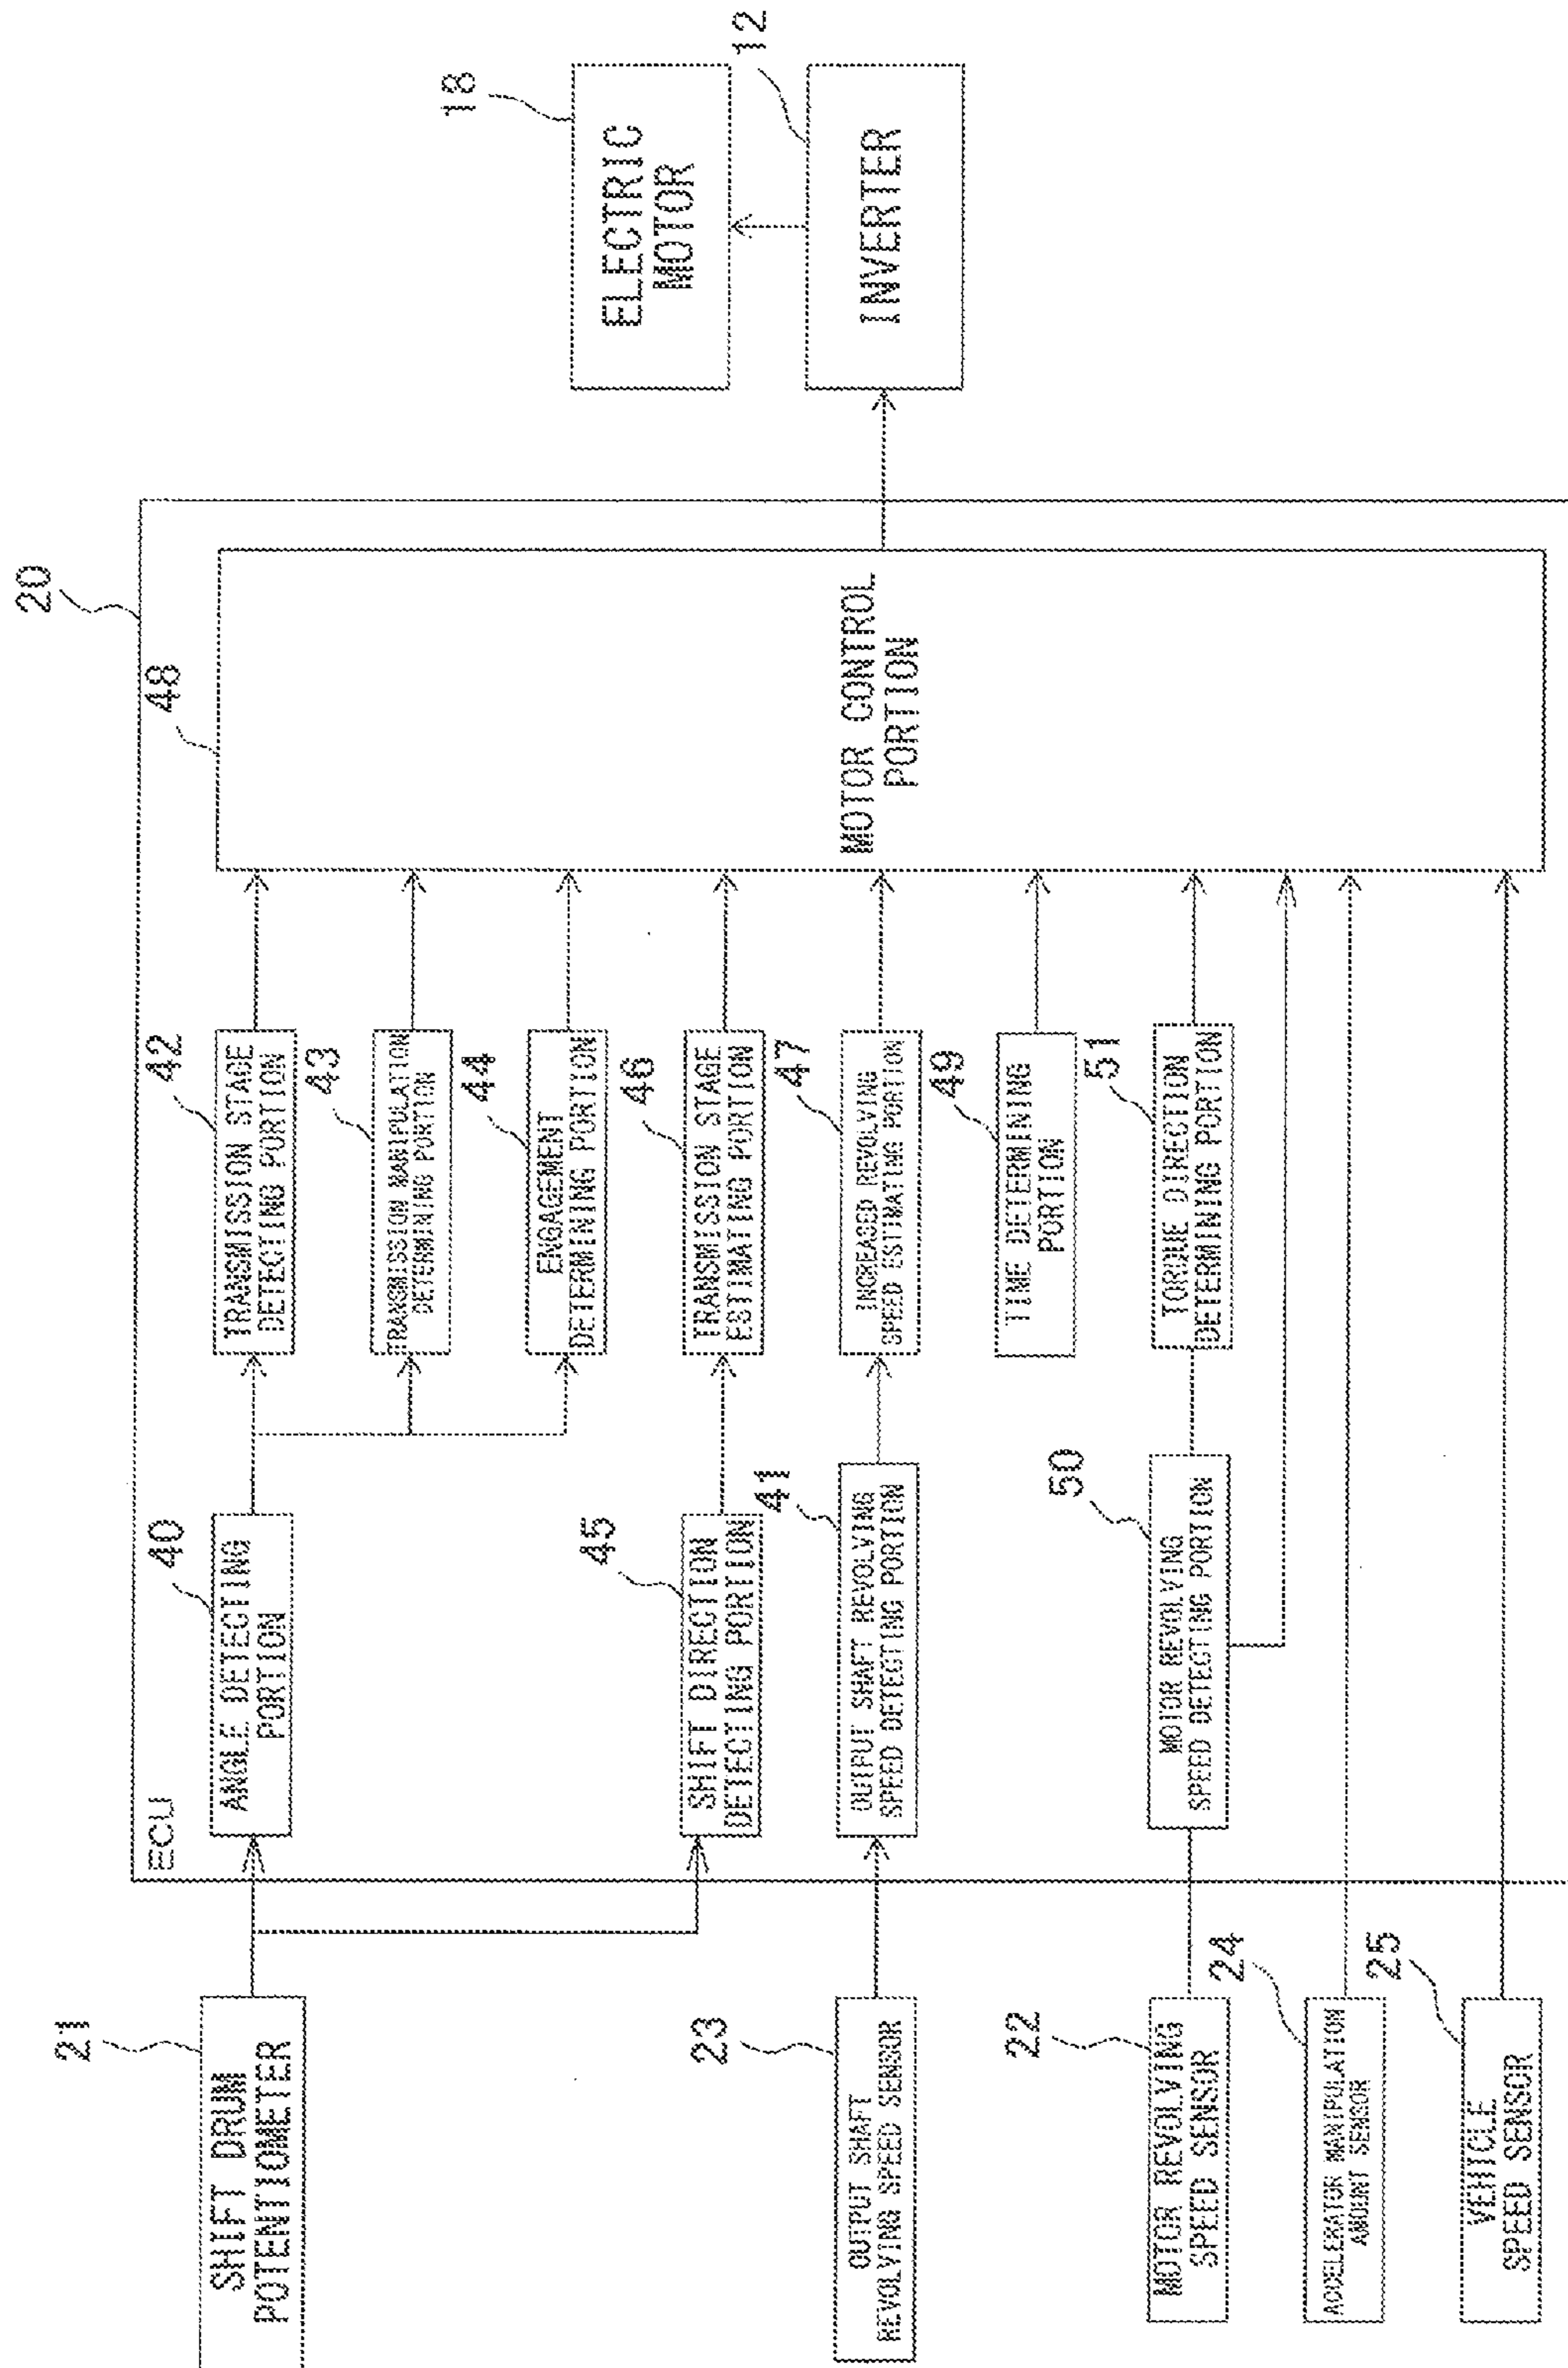 20
ECU
21
SHIFT DRUM
POTENTIOMETER
40
ANGLE DETECTING
PORTION
42
TRANSMISSION STAGE
DETECTING PORTION
43
TRANSMISSION MANIPULATION
DETERMINING PORTION
44
ENGAGEMENT
DETERMINING PORTION
45
SHIFT DIRECTION
DETECTING PORTION
46
TRANSMISSION STAGE
ESTIMATING PORTION
23
OUTPUT SHAFT
REVOLVING SPEED SENSOR
41
OUTPUT SHAFT REVOLVING
SPEED DETECTING PORTION
47
INCREASED REVOLVING
SPEED ESTIMATING PORTION
49
TIME DETERMINING
PORTION
22
MOTOR REVOLVING
SPEED SENSOR
50
MOTOR REVOLVING
SPEED DETECTING PORTION
51
TORQUE DIRECTION
DETERMINING PORTION
24
ACCELERATOR MANIPULATION
AMOUNT SENSOR
25
VEHICLE
SPEED SENSOR
48
MOTOR CONTROL
PORTION
18
ELECTRIC
MOTOR
12
INVERTER